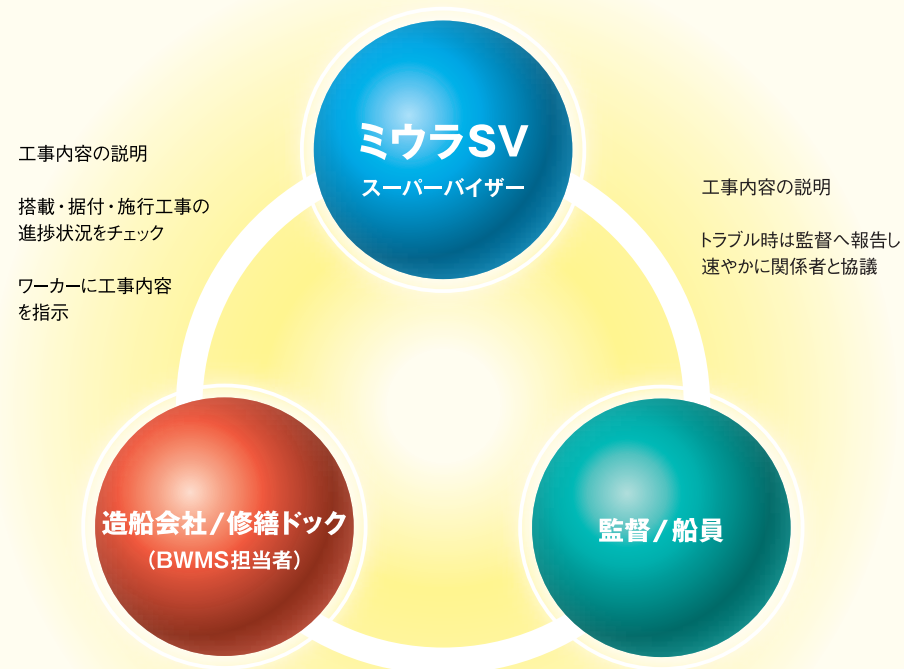 ミウラSV
スーパーバイザー
工事内容の説明
搭載・据付・施行工事の
進捗状況をチェック
ワーカーに工事内容
を指示
工事内容の説明
トラブル時は監督へ報告し
速やかに関係者と協議
造船会社/修繕ドック
（BWMS担当者）
監督/船員